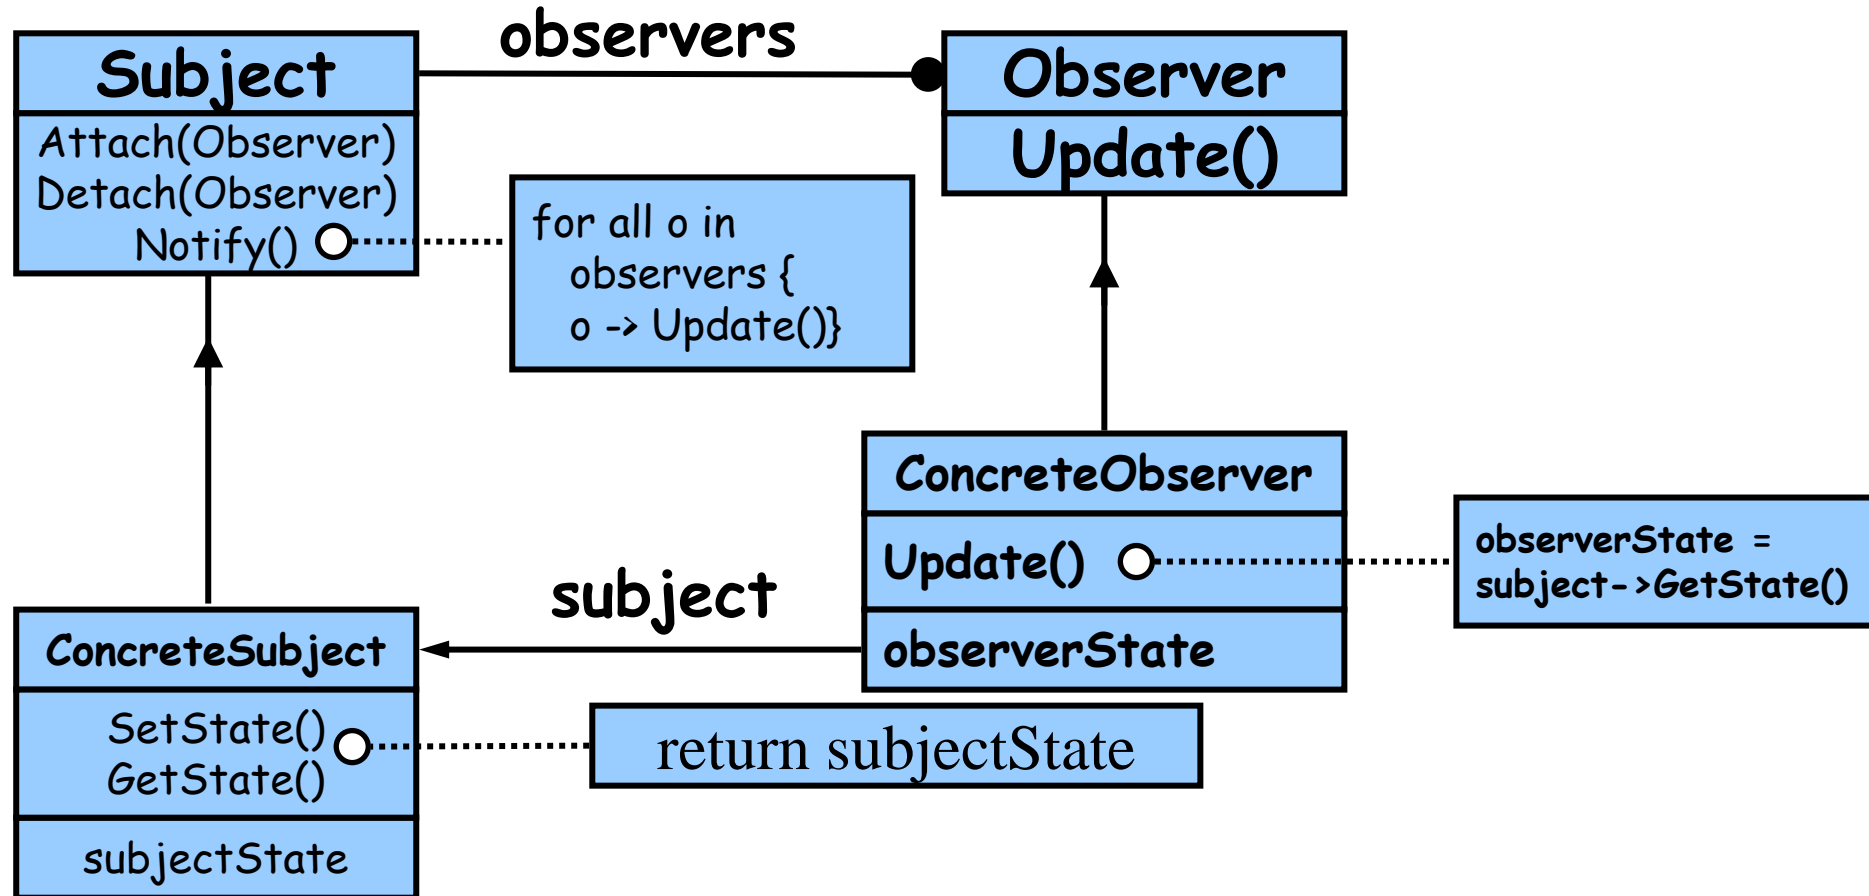 observers
Subject
Attach(Observer)
Detach(Observer)
Notify()
for all o in
observers {
o -> Update()}
Observer
Update()
ConcreteObserver
Update()
observerState
observerState =
subject->GetState()
subject
ConcreteSubject
SetState()
GetState()
subjectState
return subjectState